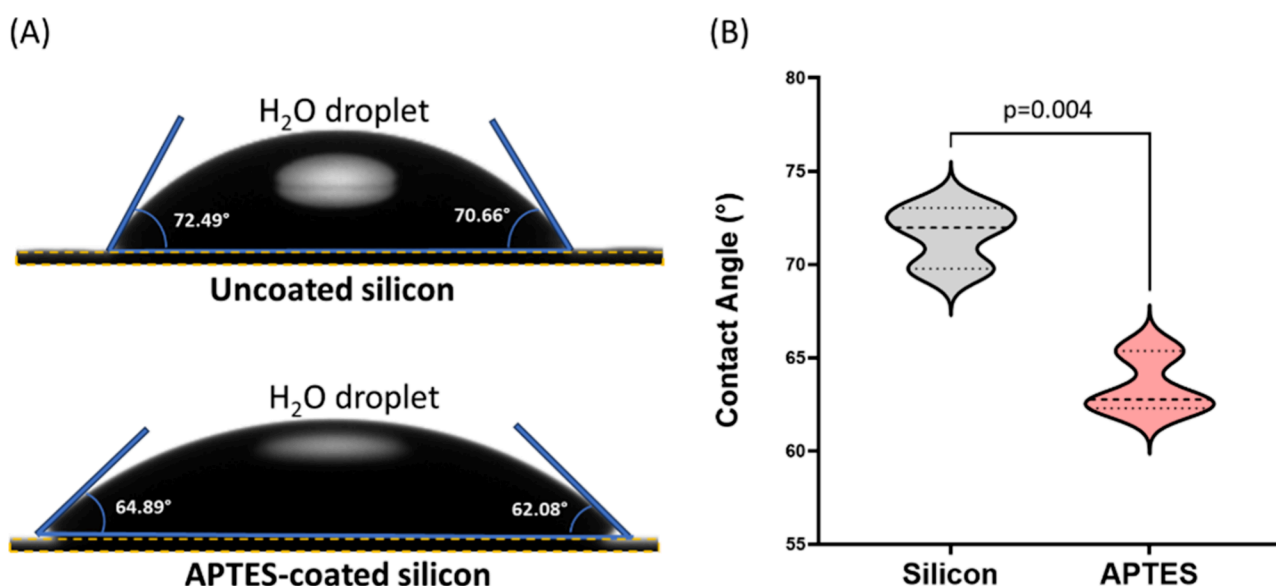 (A)
H₂O droplet
72.49°
70.66°
Uncoated silicon
H₂O droplet
64.89°
62.08°
APTES-coated silicon
(B)
80
75
70
65
60
55
Contact Angle (°)
p=0.004
Silicon
APTES